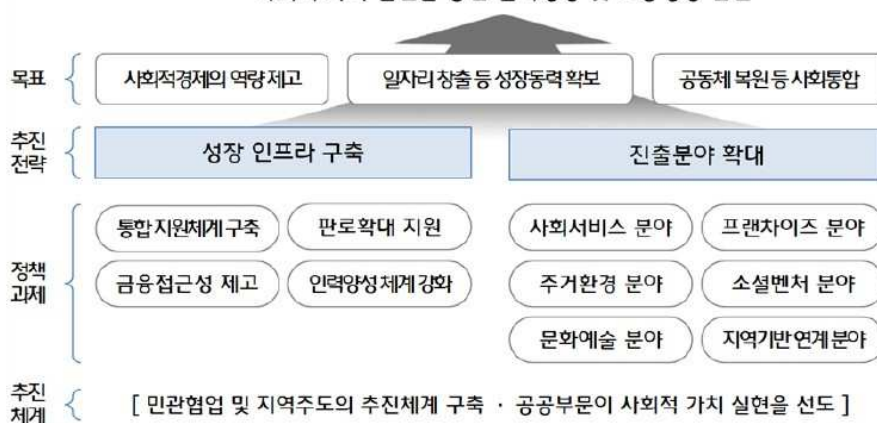 목표
사회적경제의 역량 제고
일자리 창출 등 성장동력 확보
공동체 복원 등 사회통합
추진
전략
성장 인프라 구축
진출분야 확대
정책
과제
통합 지원체계 구축
판로확대 지원
사회서비스 분야
프랜차이즈 분야
금융접근성 제고
인력양성 체계 강화
주거환경 분야
소셜벤처 분야
문화예술 분야
지역기반 연계 분야
추진
체계
[ 민관협업 및 지역주도의 추진체계 구축 · 공공부문이 사회적 가치 실현을 선도 ]